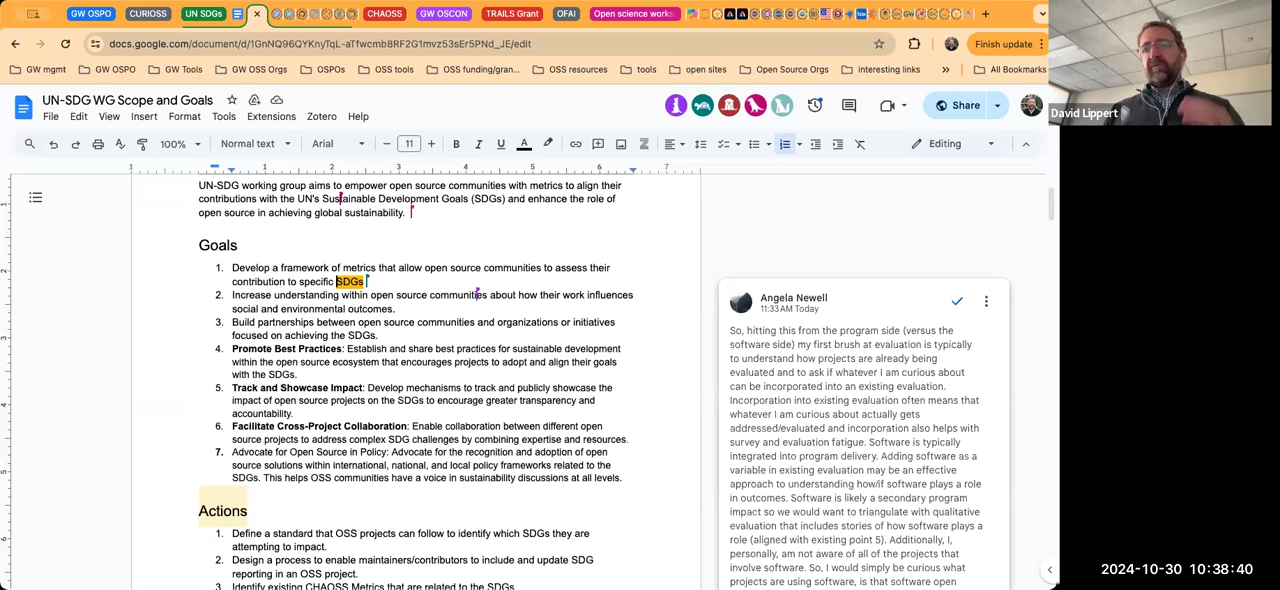 GW OSPO
CURIOSS
UN SDGs
CHAOSS
GW OSCON
TRAILS Grant
OFAI
Open science works
docs.google.com/document/d/1GnNQ96QYKnyTqL-aTfwcmb8RF2G1mvz53sEr5PNd_JE/edit
Finish update
GW mgmt
GW OSPO
GW Tools
GW OSS Orgs
OSPOs
OSS tools
OSS funding/gran...
OSS resources
tools
open sites
Open Source Orgs
interesting links
»
All Bookmarks
David Lippert
UN-SDG WG Scope and Goals
File Edit View Insert Format Tools Extensions Zotero Help
Share
100%
Normal text
Arial
11
Editing
UN-SDG working group aims to empower open source communities with metrics to align their
contributions with the UN's Sustainable Development Goals (SDGs) and enhance the role of
open source in achieving global sustainability.
Goals
1. Develop a framework of metrics that allow open source communities to assess their
contribution to specific SDGs
2. Increase understanding within open source communities about how their work influences
social and environmental outcomes.
3. Build partnerships between open source communities and organizations or initiatives
focused on achieving the SDGs.
4. Promote Best Practices: Establish and share best practices for sustainable development
within the open source ecosystem that encourages projects to adopt and align their goals
with the SDGs.
5. Track and Showcase Impact: Develop mechanisms to track and publicly showcase the
impact of open source projects on the SDGs to encourage greater transparency and
accountability.
6. Facilitate Cross-Project Collaboration: Enable collaboration between different open
source projects to address complex SDG challenges by combining expertise and resources.
7. Advocate for Open Source in Policy: Advocate for the recognition and adoption of open
source solutions within international, national, and local policy frameworks related to the
SDGs. This helps OSS communities have a voice in sustainability discussions at all levels.
Actions
1. Define a standard that OSS projects can follow to identify which SDGs they are
attempting to impact.
2. Design a process to enable maintainers/contributors to include and update SDG
reporting in an OSS project.
3. Identify existing CHAOSS Metrics that are related to the SDGs.
Angela Newell
11:33 AM Today
So, hitting this from the program side (versus the
software side) my first brush at evaluation is typically
to understand how projects are already being
evaluated and to ask if whatever I am curious about
can be incorporated into an existing evaluation.
Incorporation into existing evaluation often means that
whatever I am curious about actually gets
addressed/evaluated and incorporation also helps with
survey and evaluation fatigue. Software is typically
integrated into program delivery. Adding software as a
variable in existing evaluation may be an effective
approach to understanding how/if software plays a role
in outcomes. Software is likely a secondary program
impact so we would want to triangulate with qualitative
evaluation that includes stories of how software plays a
role (aligned with existing point 5). Additionally, I,
personally, am not aware of all of the projects that
involve software. So, I would simply be curious what
projects are using software, is that software open
2024-10-30 10:38:40